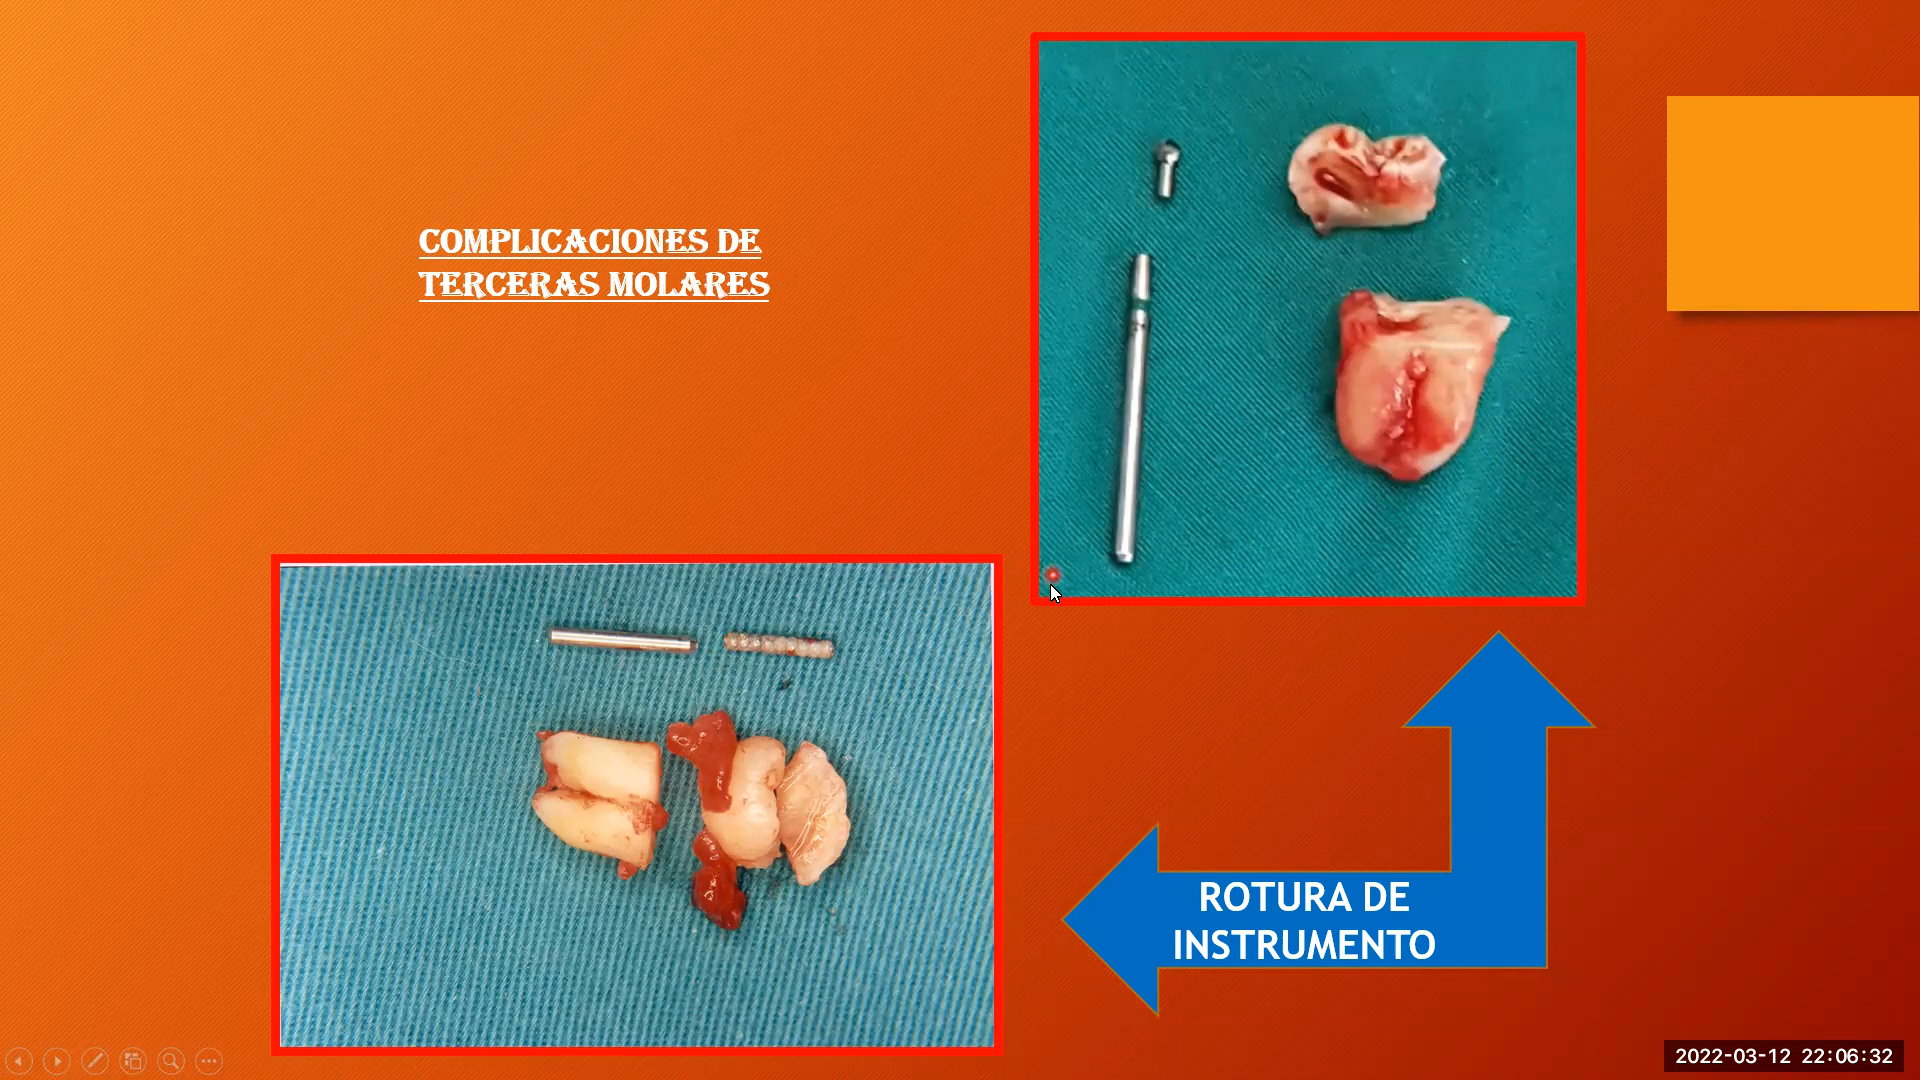 COMPLICACIONES DE
TERCERAS MOLARES
ROTURA DE
INSTRUMENTO
2022-03-12 22:06:32